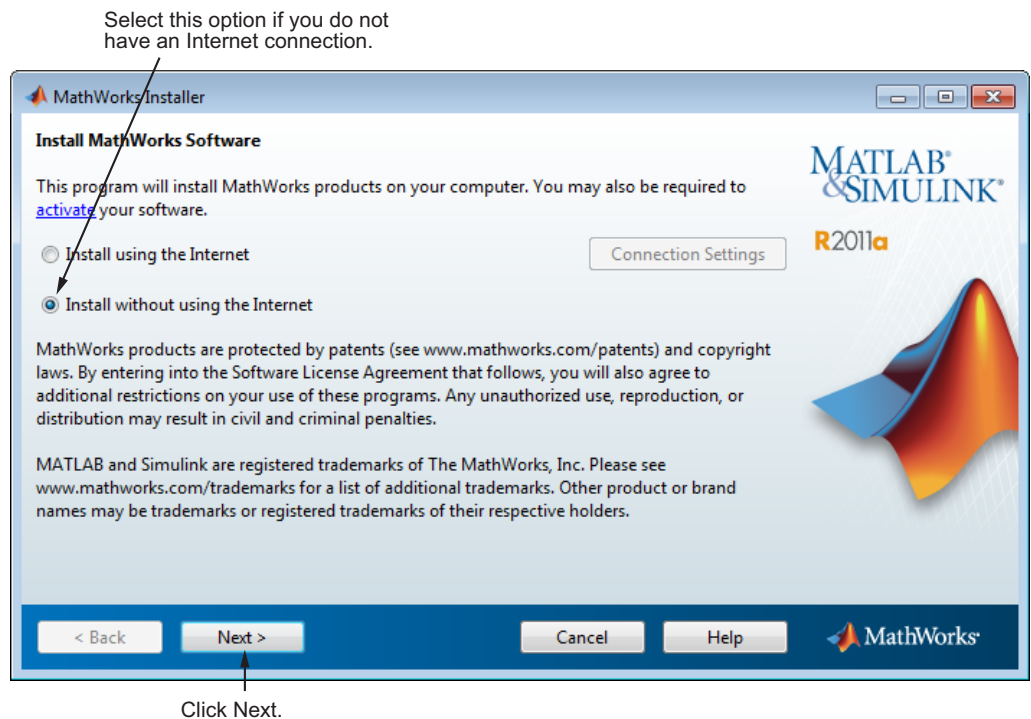 Select this option if you do not
have an Internet connection.
MathWorks Installer
Install MathWorks Software
This program will install MathWorks products on your computer. You may also be required to
activate your software.
Install using the Internet
Connection Settings
Install without using the Internet
MathWorks products are protected by patents (see www.mathworks.com/patents) and copyright
laws. By entering into the Software License Agreement that follows, you will also agree to
additional restrictions on your use of these programs. Any unauthorized use, reproduction, or
distribution may result in civil and criminal penalties.
MATLAB and Simulink are registered trademarks of The MathWorks, Inc. Please see
www.mathworks.com/trademarks for a list of additional trademarks. Other product or brand
names may be trademarks or registered trademarks of their respective holders.
MATLAB®
&SIMULINK®
R2011a
< Back
Next >
Cancel
Help
MathWorks®
Click Next.